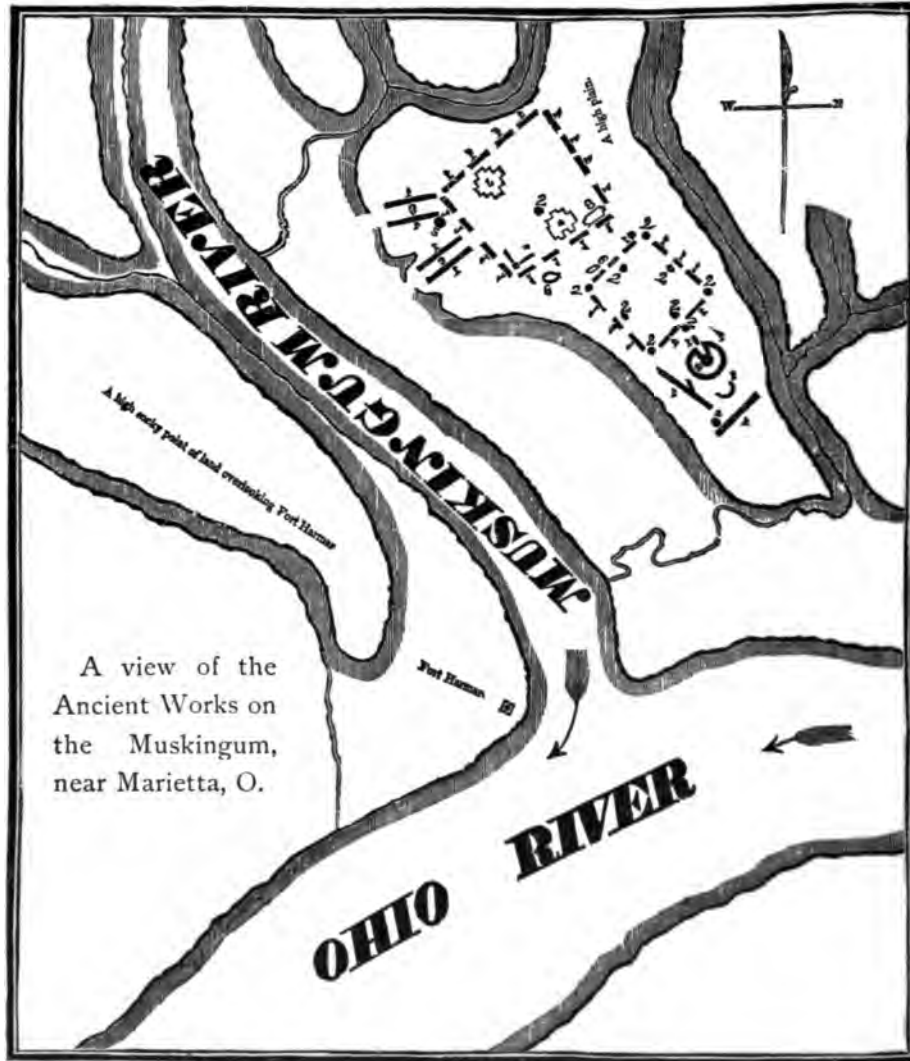 A high plain.
W N
MUSKINGUM RIVER
A high rocky point of land overlooking Fort Harmar
Fort Harmar
A view of the
Ancient Works on
the Muskingum,
near Marietta, O.
OHIO RIVER